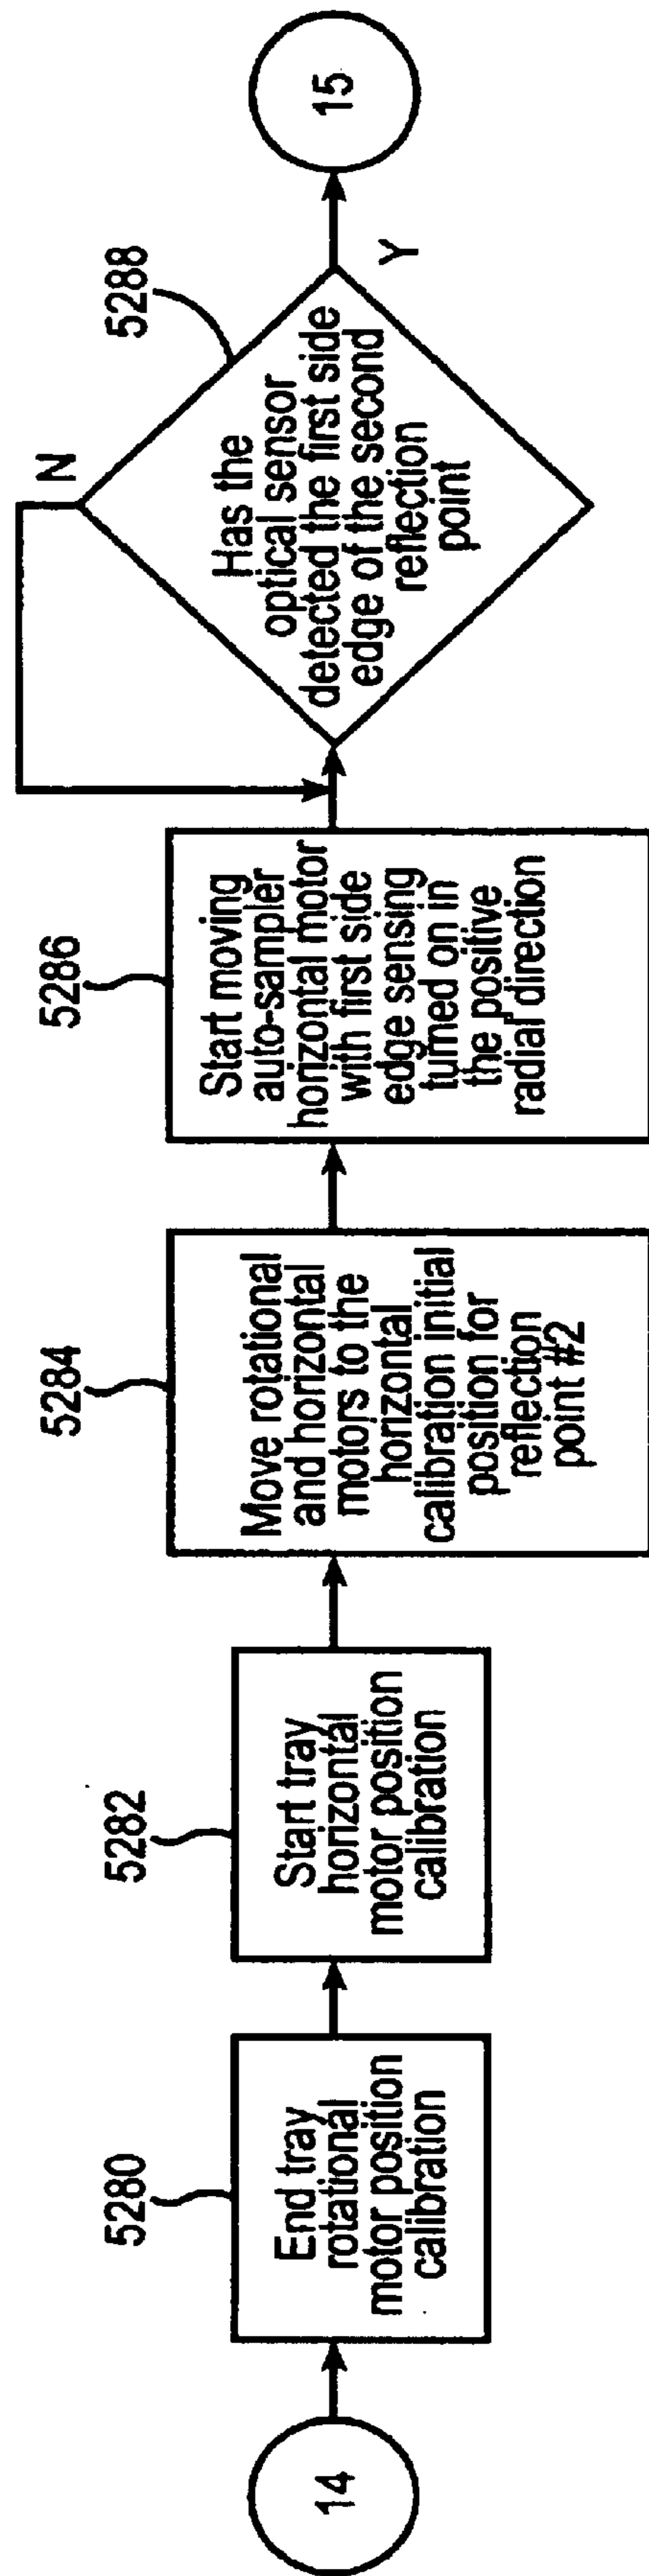 14
5280
End tray
rotational
motor position
calibration
5282
Start tray
horizontal
motor position
calibration
5284
Move rotational
and horizontal
motors to the
horizontal
calibration initial
position for
reflection
point #2
5286
Start moving
auto-sampler
horizontal motor
with first side
edge sensing
turned on in
the positive
radial direction
5288
Has the
optical sensor
detected the first side
edge of the second
reflection
point
N
Y
15